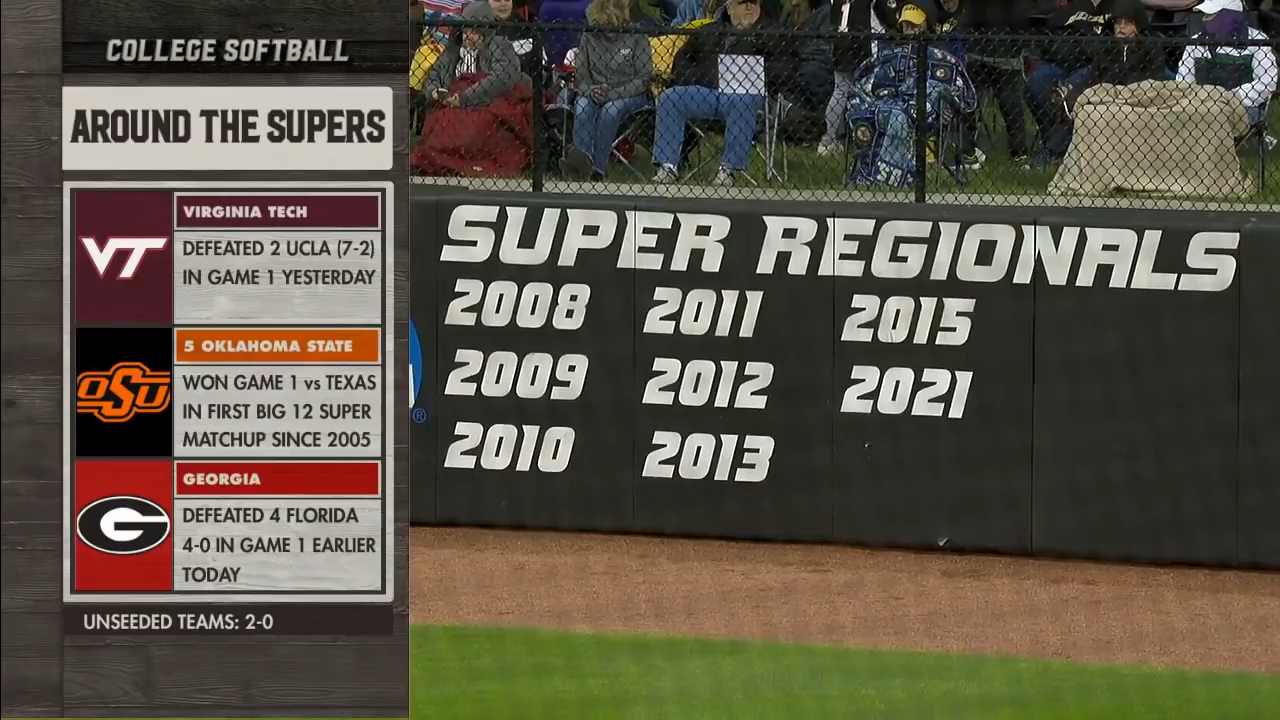 COLLEGE SOFTBALL
AROUND THE SUPERS
VT
VIRGINIA TECH
DEFEATED 2 UCLA (7-2)
IN GAME 1 YESTERDAY
OSU
5 OKLAHOMA STATE
WON GAME 1 vs TEXAS
IN FIRST BIG 12 SUPER
MATCHUP SINCE 2005
G
GEORGIA
DEFEATED 4 FLORIDA
4-0 IN GAME 1 EARLIER
TODAY
UNSEEDED TEAMS: 2-0
SUPER REGIONALS
2008 2011 2015
2009 2012 2021
2010 2013
®